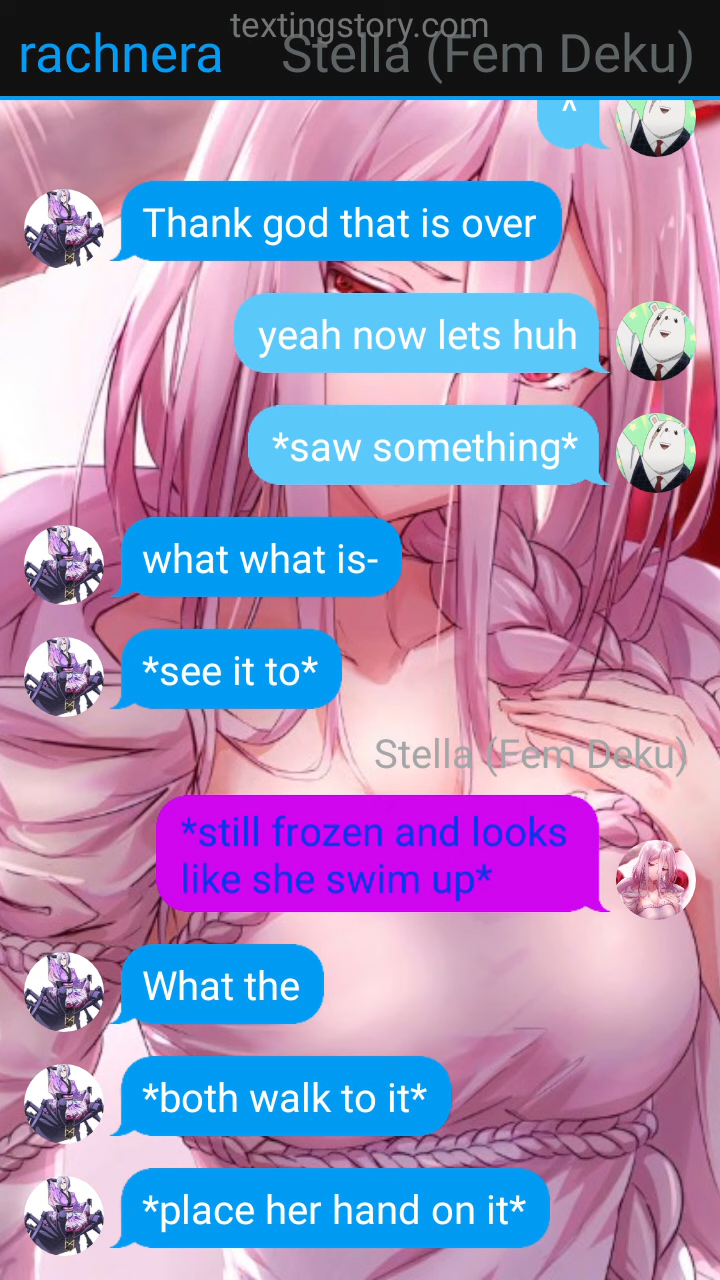 textingstory.com
rachnera
Stella (Fem Deku)
^
Thank god that is over
yeah now lets huh
*saw something*
what what is-
*see it to*
Stella (Fem Deku)
*still frozen and looks
like she swim up*
What the
*both walk to it*
*place her hand on it*